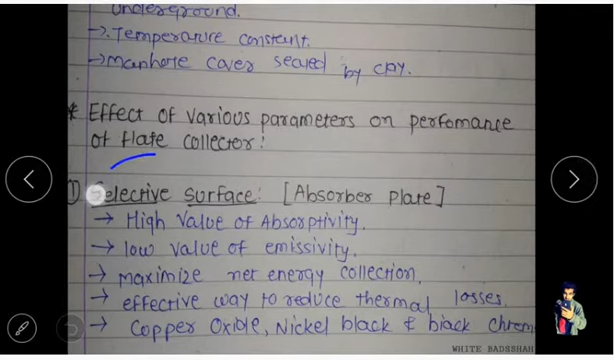 underground.
→ Temperature constant.
→ Manhole cover sealed by clay.
* Effect of various parameters on perfomance
of flate collector:
① Selective surface: [Absorber plate]
→ High value of Absorptivity.
→ low value of emissivity.
→ maximize net energy collection.
→ effective way to reduce thermal losses.
→ Copper Oxible, Nickel black & black chrom
WHITE BADSSHAH